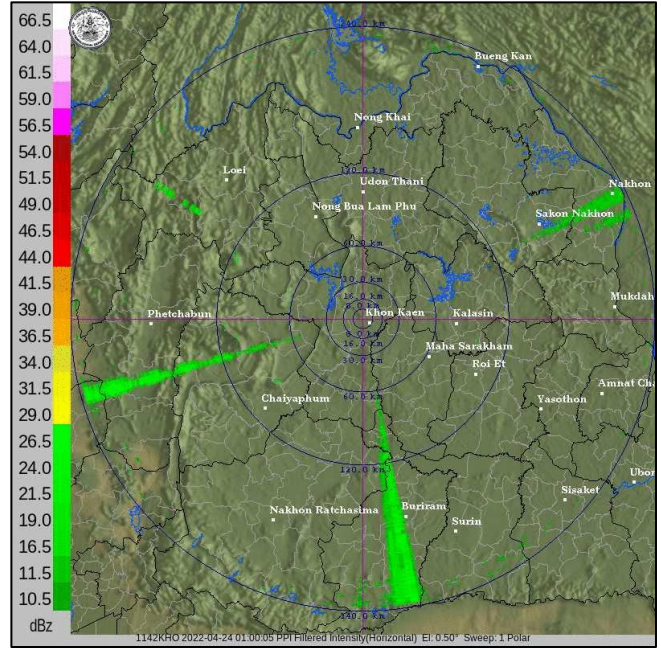 66.5
64.0
61.5
59.0
56.5
54.0
51.5
49.0
46.5
44.0
41.5
39.0
36.5
34.0
31.5
29.0
26.5
24.0
21.5
19.0
16.5
11.5
10.5
dBz
Bueng Kan
Nong Khai
Loei
Udon Thani
Nakhon
Nong Bua Lam Phu
Sakon Nakhon
Mukdah
Phetchabun
Khon Kaen
Kalasin
Maha Sarakham
Roi-Et
Amnat Cha
Chaiyaphum
Yasothon
120.0 km
Ubon
Sisaket
Nakhon Ratchasima
Buriram
Surin
1142KHO 2022-04-24 01:00:05 PPI Filtered Intensity(Horizontal) El: 0.50° Sweep: 1 Polar